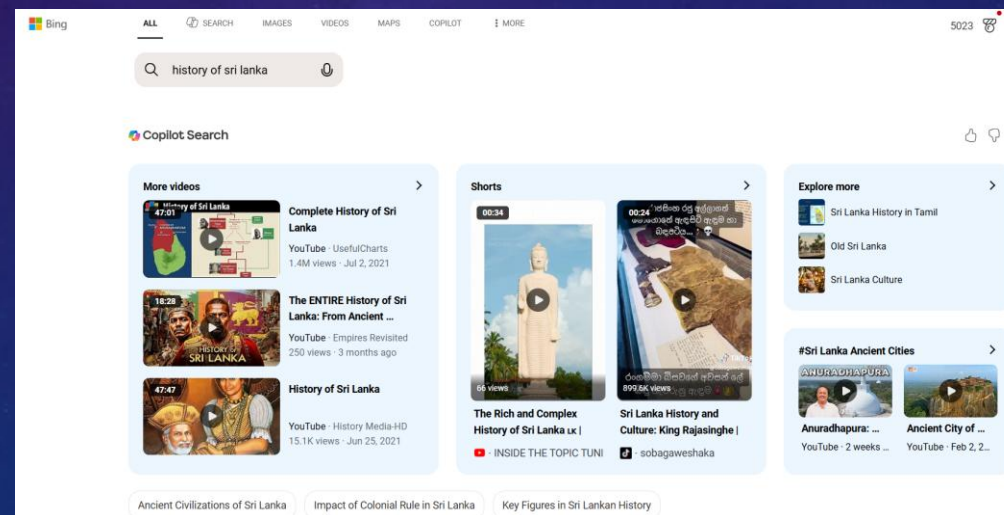 Bing
ALL SEARCH IMAGES VIDEOS MAPS COPILOT MORE
5023
history of sri lanka
Copilot Search
More videos
47:01
History of Sri Lanka
Complete History of Sri
Lanka
YouTube · UsefulCharts
1.4M views · Jul 2, 2021
18:28
HISTORY OF
SRI LANKA
The ENTIRE History of Sri
Lanka: From Ancient ...
YouTube · Empires Revisited
250 views · 3 months ago
47:47
History of Sri Lanka
YouTube · History Media-HD
15.1K views · Jun 25, 2021
Shorts
00:34
66 views
The Rich and Complex
History of Sri Lanka LK |
· INSIDE THE TOPIC TUNI
00:24
899.6K views
Sri Lanka History and
Culture: King Rajasinghe |
· sobagaweshaka
Explore more
Sri Lanka History in Tamil
Old Sri Lanka
Sri Lanka Culture
#Sri Lanka Ancient Cities
ANURADHAPURA
Anuradhapura: ...
YouTube · 2 weeks ...
Ancient City of ...
YouTube · Feb 2, 2...
Ancient Civilizations of Sri Lanka
Impact of Colonial Rule in Sri Lanka
Key Figures in Sri Lankan History